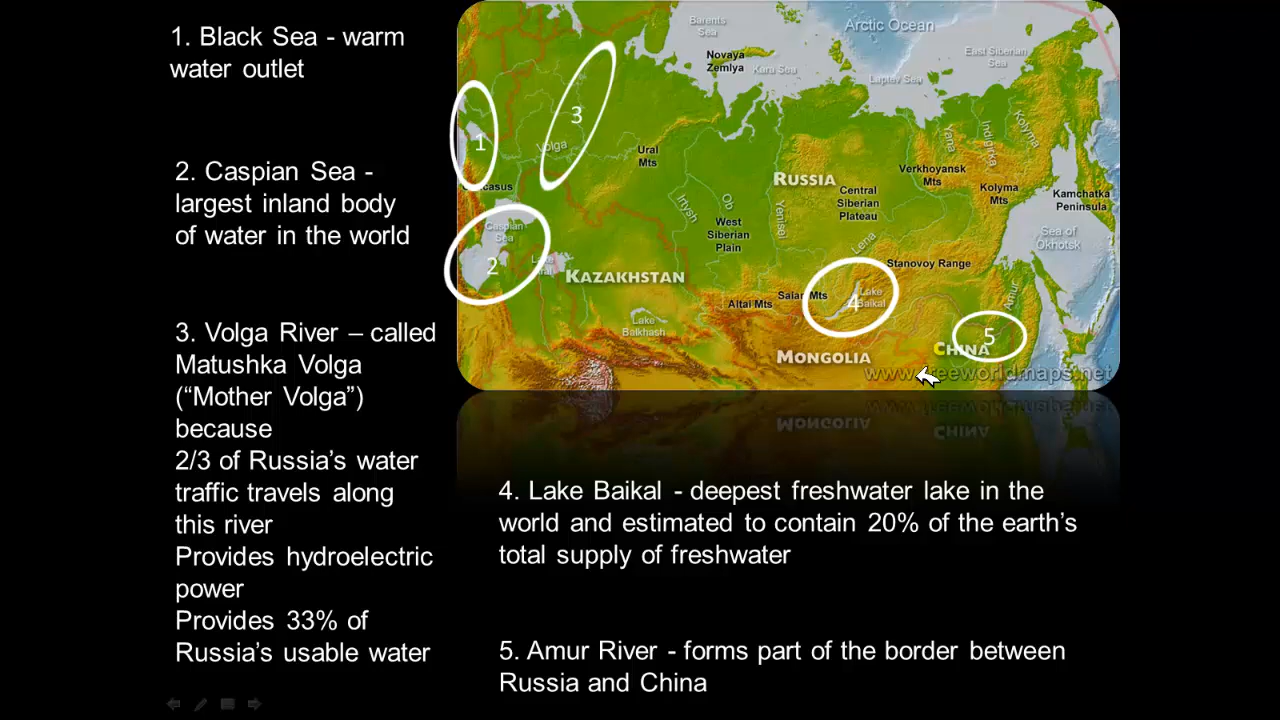 1. Black Sea - warm
water outlet
2. Caspian Sea -
largest inland body
of water in the world
3. Volga River – called
Matushka Volga
(“Mother Volga”)
because
2/3 of Russia’s water
traffic travels along
this river
Provides hydroelectric
power
Provides 33% of
Russia’s usable water
Barents
Sea
Arctic Ocean
Novaya
Zemlya
Kara Sea
Laptev Sea
East Siberian
Sea
1
3
Volga
Ural
Mts
Irtysh
Ob
Yenisei
West
Siberian
Plain
RUSSIA
Central
Siberian
Plateau
Lena
Verkhoyansk
Mts
Yana
Indigirka
Kolyma
Kolyma
Mts
Kamchatka
Peninsula
Sea of
Okhotsk
Stanovoy Range
Amur
Caspian
Sea
2
KAZAKHSTAN
Lake
Balkhash
Altai Mts
Mts
4
Lake
Baikal
MONGOLIA
CHINA
5
4. Lake Baikal - deepest freshwater lake in the
world and estimated to contain 20% of the earth’s
total supply of freshwater
5. Amur River - forms part of the border between
Russia and China